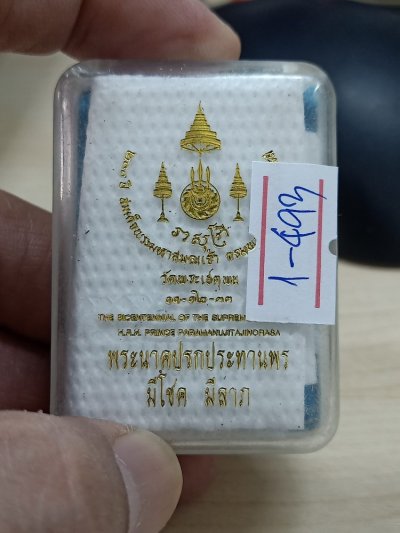 ๒๐๐ ปี สมเด็จพระมหาสมณเจ้า กรมพระ
วัดพระเชตุพน
๑๑-๑๒-๓๓
THE BICENTENNIAL OF THE SUPREME
H.R.H. PRINCE PARAMANUJITAJINORASA
พระนาคปรกประทานพร
มีโชค มีลาภ
1-493